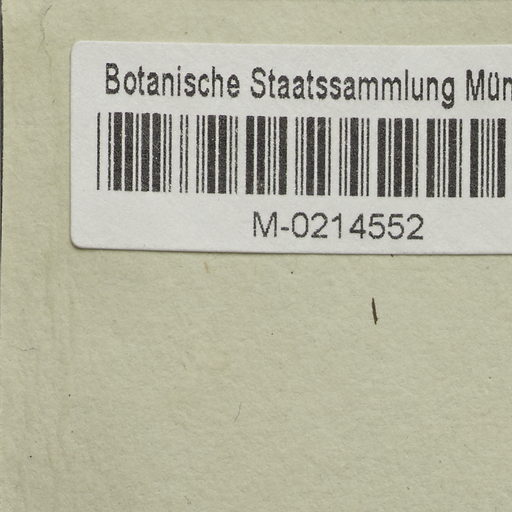 Botanische Staatssammlung Mün
M-0214552